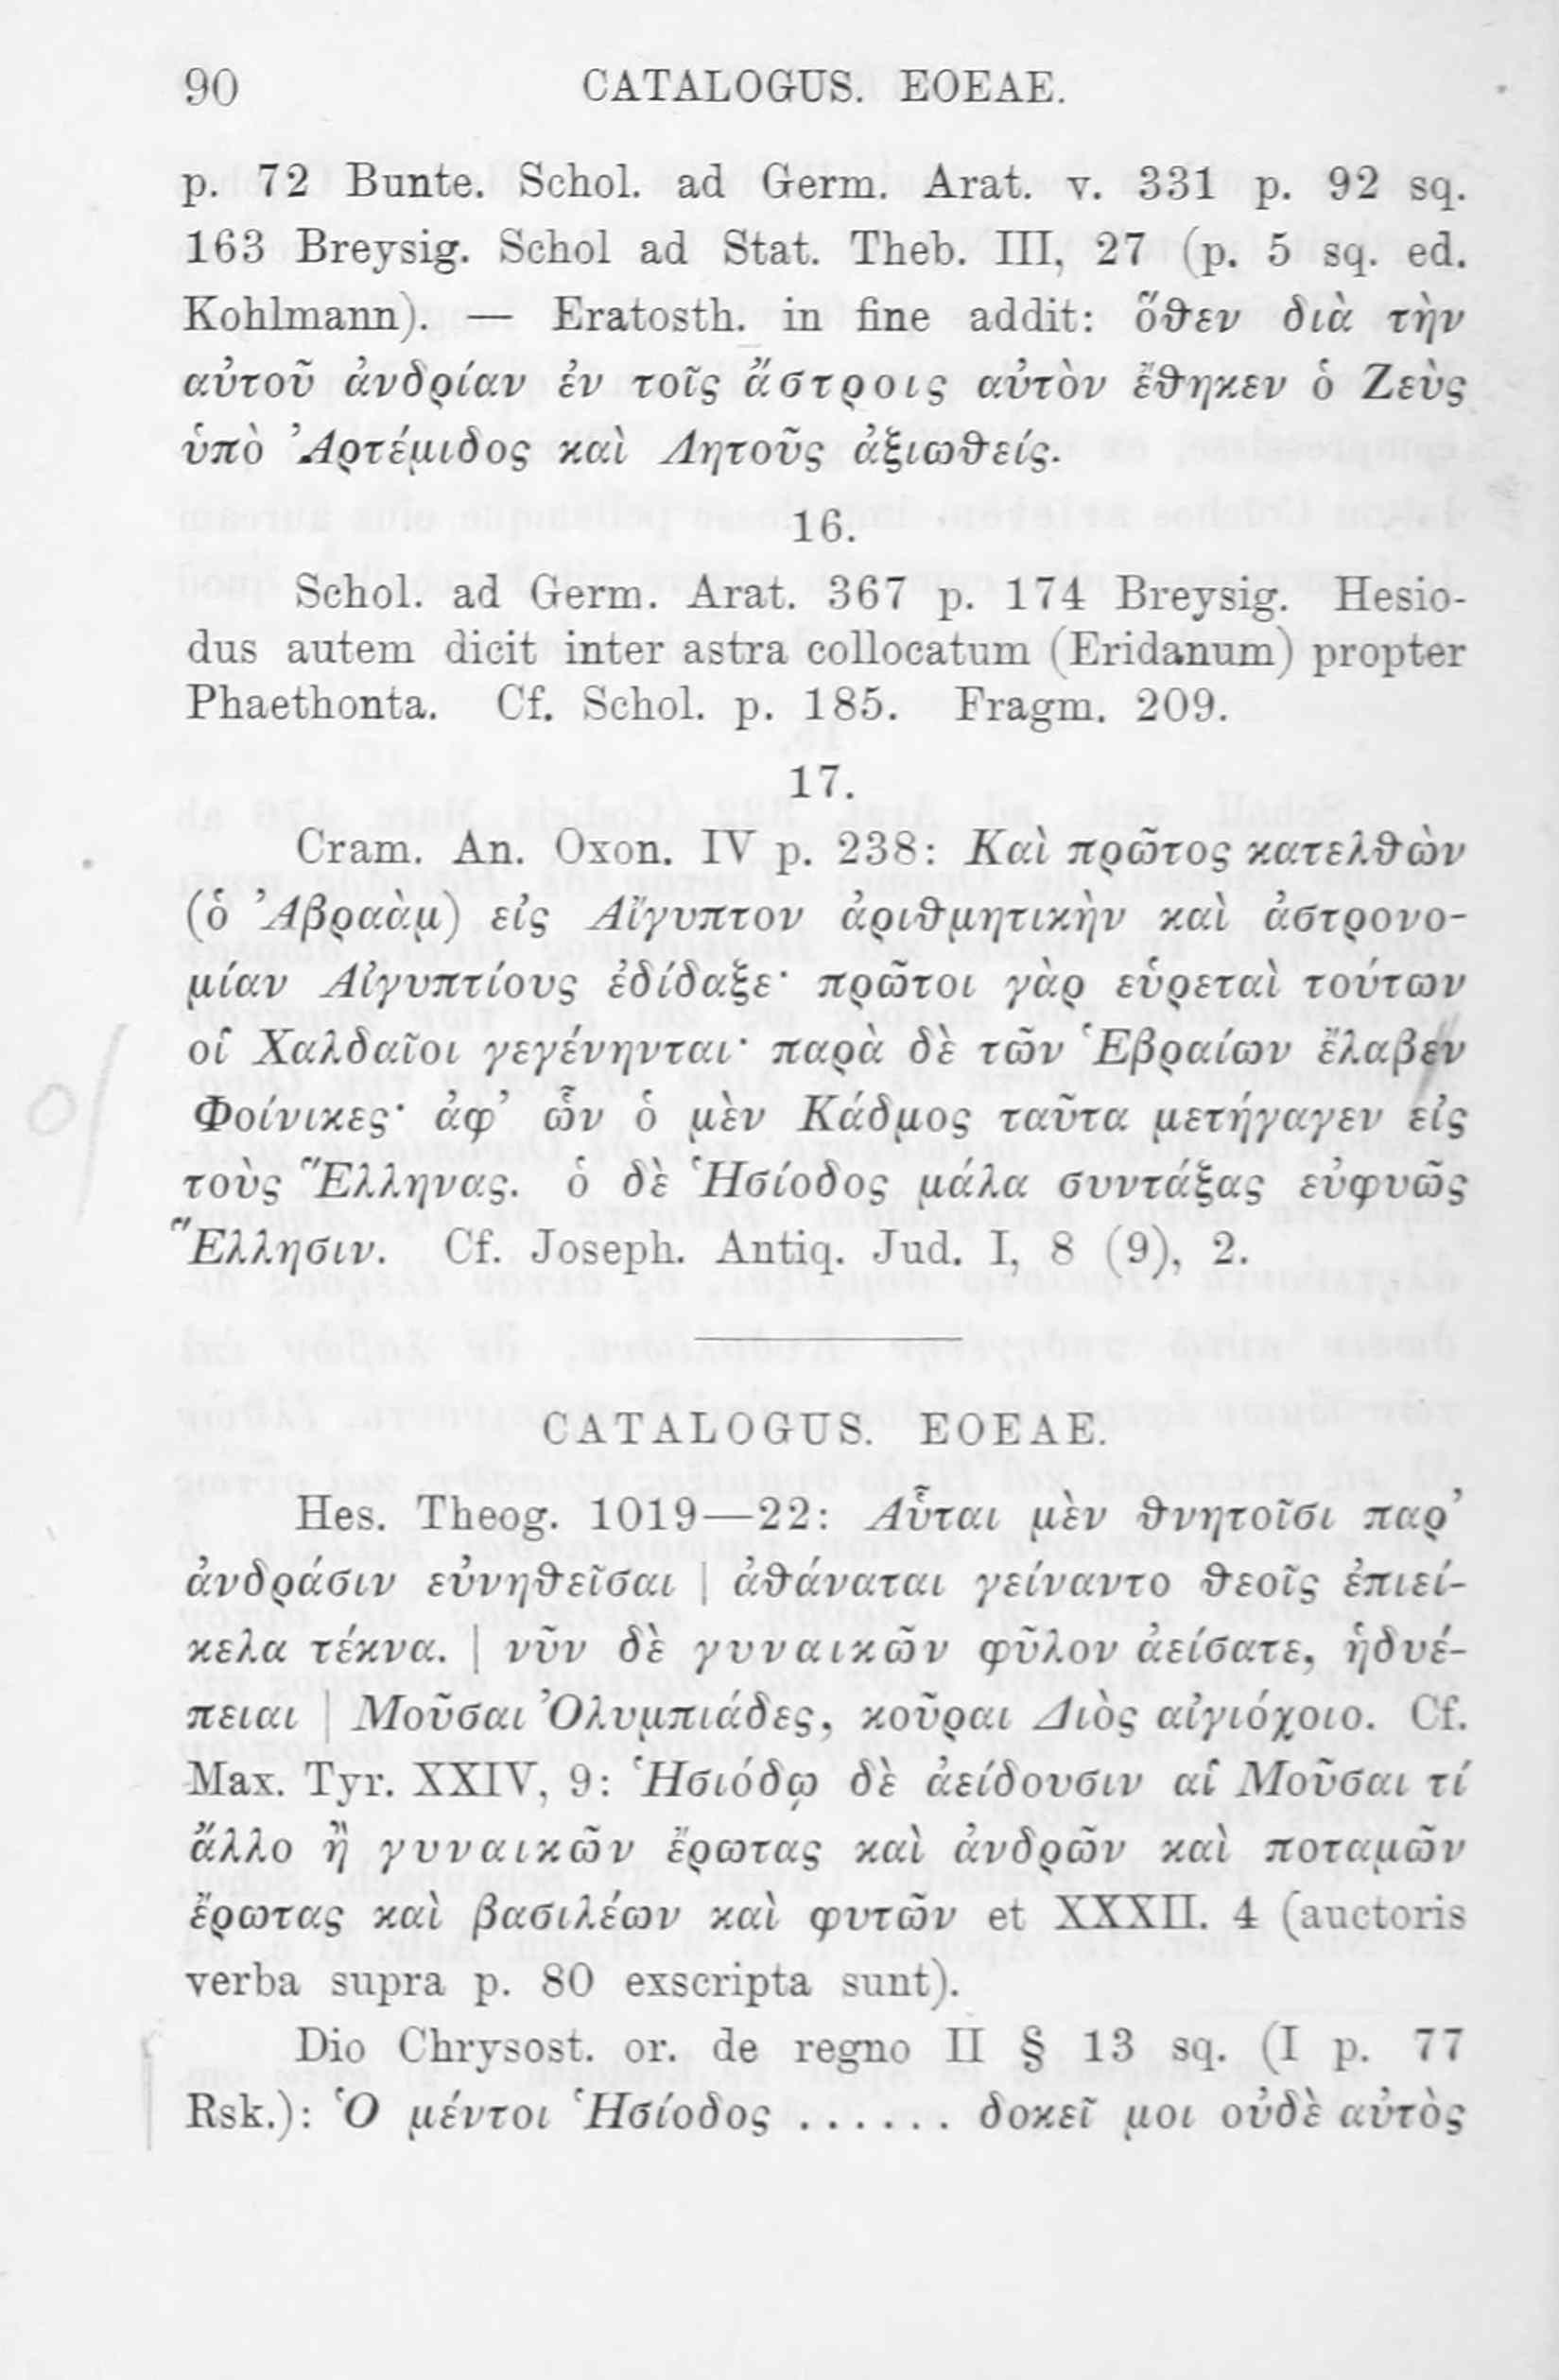 90 CATALOGUS. EOEAE.
p. 72 Bunte. Schol. ad Germ. Arat. v. 331 p. 92 sq.
163 Breysig. Schol ad Stat. Theb. III, 27 (p. 5 sq. ed.
Kohlmann). — Eratosth. in fine addit: ὅθεν διὰ τὴν
αὐτοῦ ἀνδρίαν ἐν τοῖς ἄστροις αὐτὸν ἔθηκεν ὁ Ζεὺς
ὑπὸ Ἀρτέμιδος καὶ Λητοῦς ἀξιωθείς.
16.
Schol. ad Germ. Arat. 367 p. 174 Breysig. Hesio-
dus autem dicit inter astra collocatum (Eridanum) propter
Phaethonta. Cf. Schol. p. 185. Fragm. 209.
17.
Cram. An. Oxon. IV p. 238: Καὶ πρῶτος κατελθὼν
(ὁ Ἀβραὰμ) εἰς Αἴγυπτον ἀριθμητικὴν καὶ ἀστρονο-
μίαν Αἰγυπτίους ἐδίδαξε· πρῶτοι γὰρ εὑρεταὶ τούτων
οἱ Χαλδαῖοι γεγένηνται· παρὰ δὲ τῶν Ἑβραίων ἔλαβεν
Φοίνικες· ἀφ’ ὧν ὁ μὲν Κάδμος ταῦτα μετήγαγεν εἰς
τοὺς Ἕλληνας. ὁ δὲ Ἡσίοδος μάλα συντάξας εὐφυῶς
Ἕλλησιν. Cf. Joseph. Antiq. Jud. I, 8 (9), 2.
CATALOGUS. EOEAE.
Hes. Theog. 1019—22: Αὗται μὲν θνητοῖσι παρ’
ἀνδράσιν εὐνηθεῖσαι | ἀθάναται γείναντο θεοῖς ἐπιεί-
κελα τέκνα. | νῦν δὲ γυναικῶν φῦλον ἀείσατε, ἡδυέ-
πειαι | Μοῦσαι Ὀλυμπιάδες, κοῦραι Διὸς αἰγιόχοιο. Cf.
Max. Tyr. XXIV, 9: Ἡσιόδῳ δὲ ἀείδουσιν αἱ Μοῦσαι τί
ἄλλο ἢ γυναικῶν ἔρωτας καὶ ἀνδρῶν καὶ ποταμῶν
ἔρωτας καὶ βασιλέων καὶ φυτῶν et XXXII. 4 (auctoris
verba supra p. 80 exscripta sunt).
Dio Chrysost. or. de regno II § 13 sq. (I p. 77
Rsk.): Ὁ μέντοι Ἡσίοδος ...... δοκεῖ μοι οὐδὲ αὐτὸς